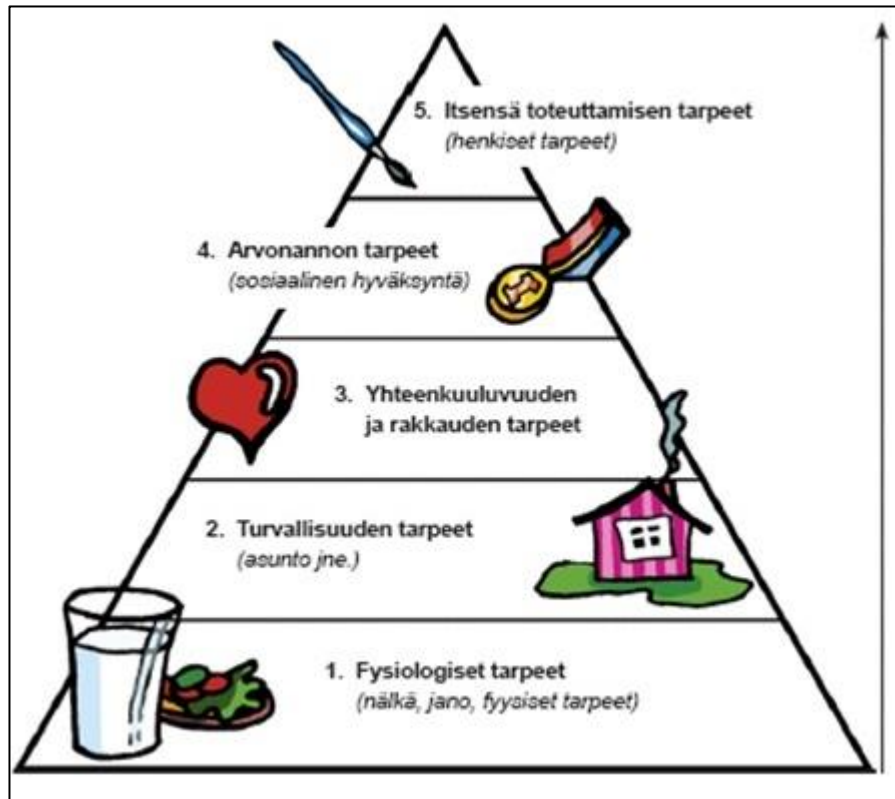 5. Itsensä toteuttamisen tarpeet
(henkiset tarpeet)
4. Arvonannon tarpeet
(sosiaalinen hyväksyntä)
3. Yhteenkuuluvuuden
ja rakkauden tarpeet
2. Turvallisuuden tarpeet
(asunto jne.)
1. Fysiologiset tarpeet
(nälkä, jano, fyysiset tarpeet)